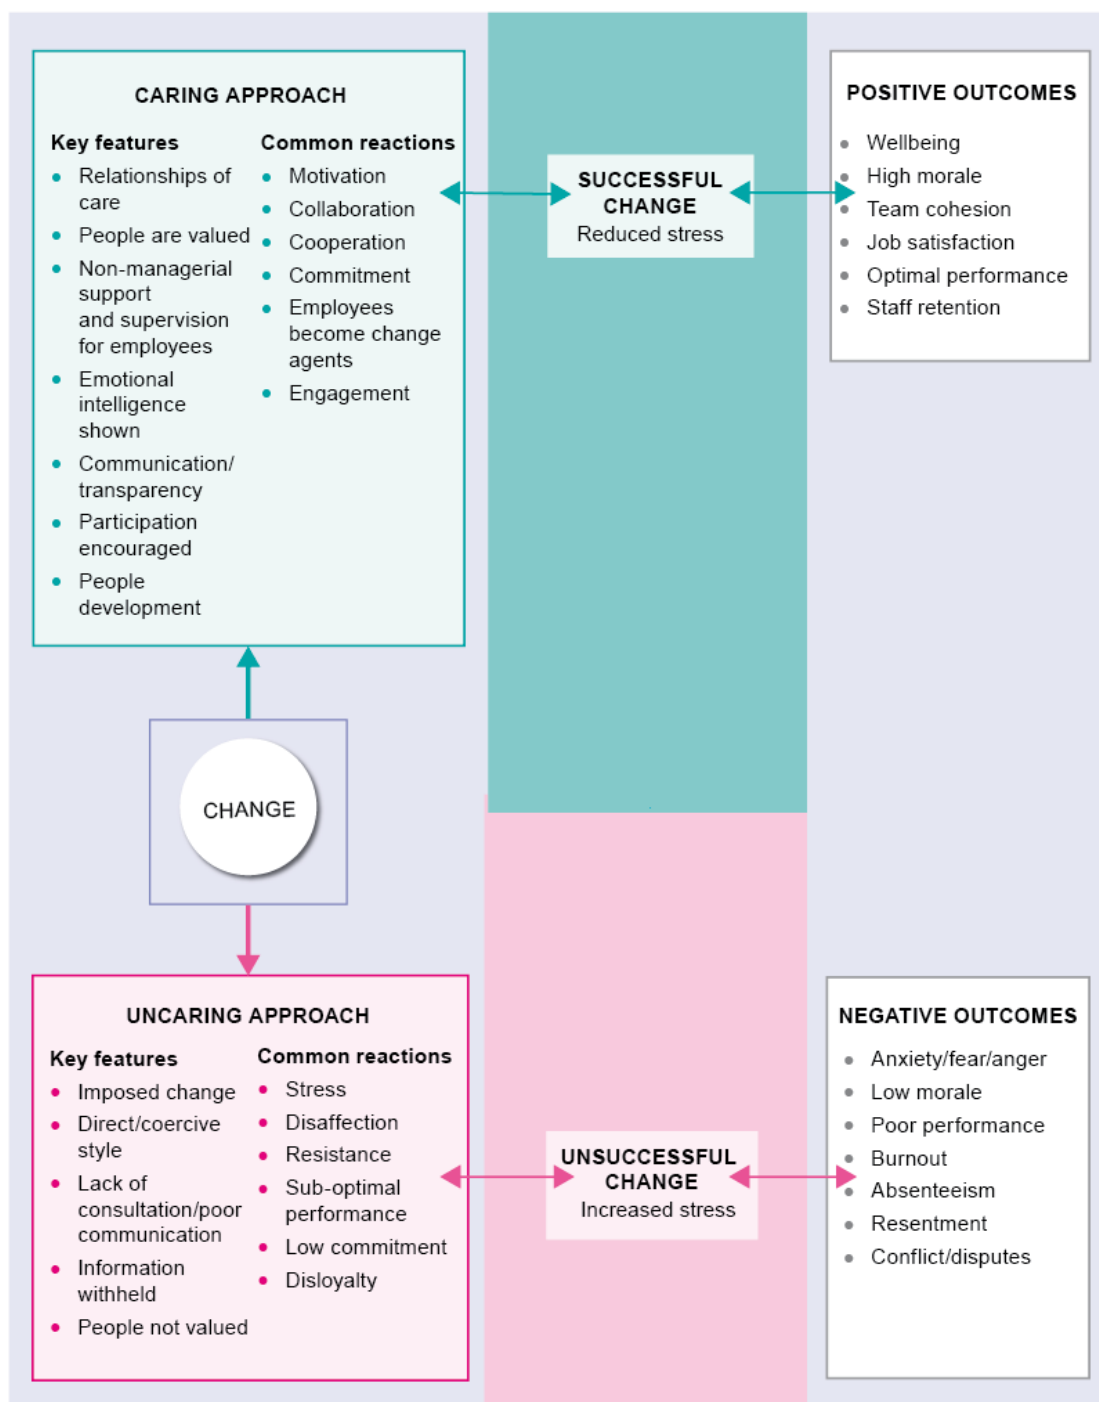 CARING APPROACH
Key features
Relationships of
care
People are valued
Non-managerial
support
and supervision
for employees
Emotional
intelligence
shown
Communication/
transparency
Participation
encouraged
People
development
Common reactions
Motivation
Collaboration
Cooperation
Commitment
Employees
become change
agents
Engagement
SUCCESSFUL
CHANGE
Reduced stress
POSITIVE OUTCOMES
Wellbeing
High morale
Team cohesion
Job satisfaction
Optimal performance
Staff retention
CHANGE
UNCARING APPROACH
Key features
Imposed change
Direct/coercive
style
Lack of
consultation/poor
communication
Information
withheld
People not valued
Common reactions
Stress
Disaffection
Resistance
Sub-optimal
performance
Low commitment
Disloyalty
UNSUCCESSFUL
CHANGE
Increased stress
NEGATIVE OUTCOMES
Anxiety/fear/anger
Low morale
Poor performance
Burnout
Absenteeism
Resentment
Conflict/disputes